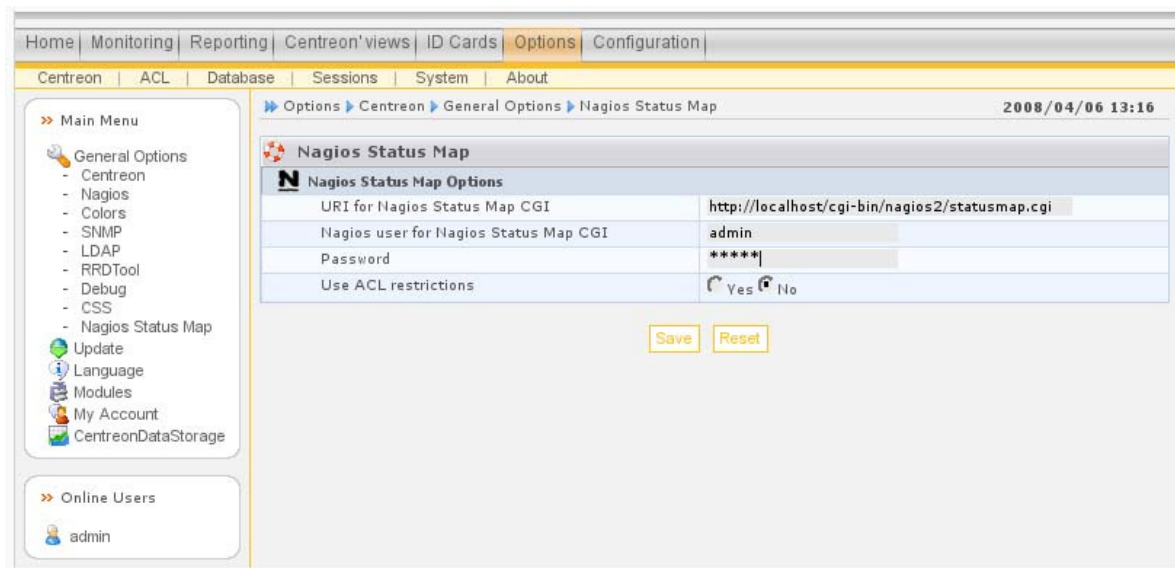 Home | Monitoring | Reporting | Centreon'views | ID Cards | Options | Configuration |
Centreon | ACL | Database | Sessions | System | About
Options Centreon General Options Nagios Status Map 2008/04/06 13:16
Main Menu
General Options
- Centreon
- Nagios
- Colors
- SNMP
- LDAP
- RRDTool
- Debug
- CSS
- Nagios Status Map
Update
Language
Modules
My Account
CentreonDataStorage
Online Users
admin
Nagios Status Map
N Nagios Status Map Options
URI for Nagios Status Map CGI http://localhost/cgi-bin/nagios2/statusmap.cgi
Nagios user for Nagios Status Map CGI admin
Password *****
Use ACL restrictions Yes No
Save Reset